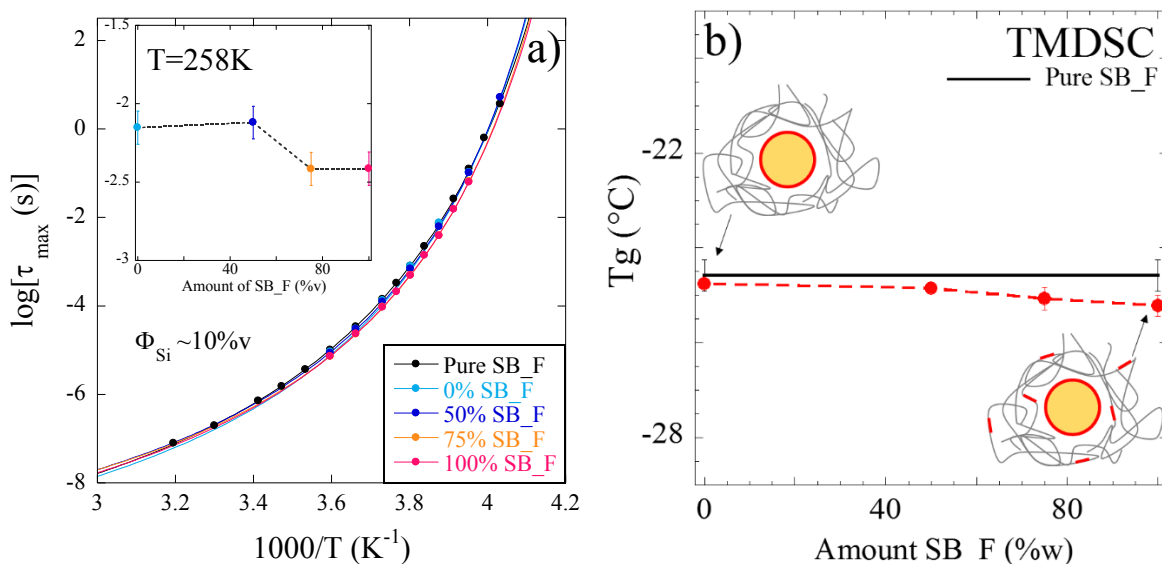 a)
T=258K
-1.5
-2
-2.5
-3
0 40 80
Amount of SB_F (%v)
2
0
-2
-4
-6
-8
log[τmax (s)]
ΦSi ~10%v
Pure SB_F
0% SB_F
50% SB_F
75% SB_F
100% SB_F
3 3.2 3.4 3.6 3.8 4 4.2
1000/T (K-1)
b)
TMDSC
Pure SB_F
-22
-28
Tg (°C)
0 40 80
Amount SB_F (%w)